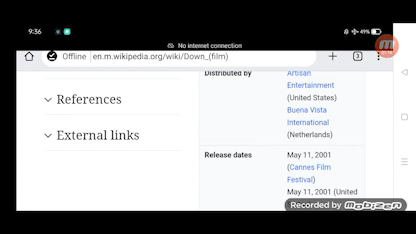 9:36
49%
No internet connection
Offline en.m.wikipedia.org/wiki/Down_(film)
3
Distributed by
Artisan
Entertainment
(United States)
Buena Vista
International
(Netherlands)
References
External links
Release dates
May 11, 2001
(Cannes Film
Festival)
May 11, 2001 (United
Recorded by Mobizen